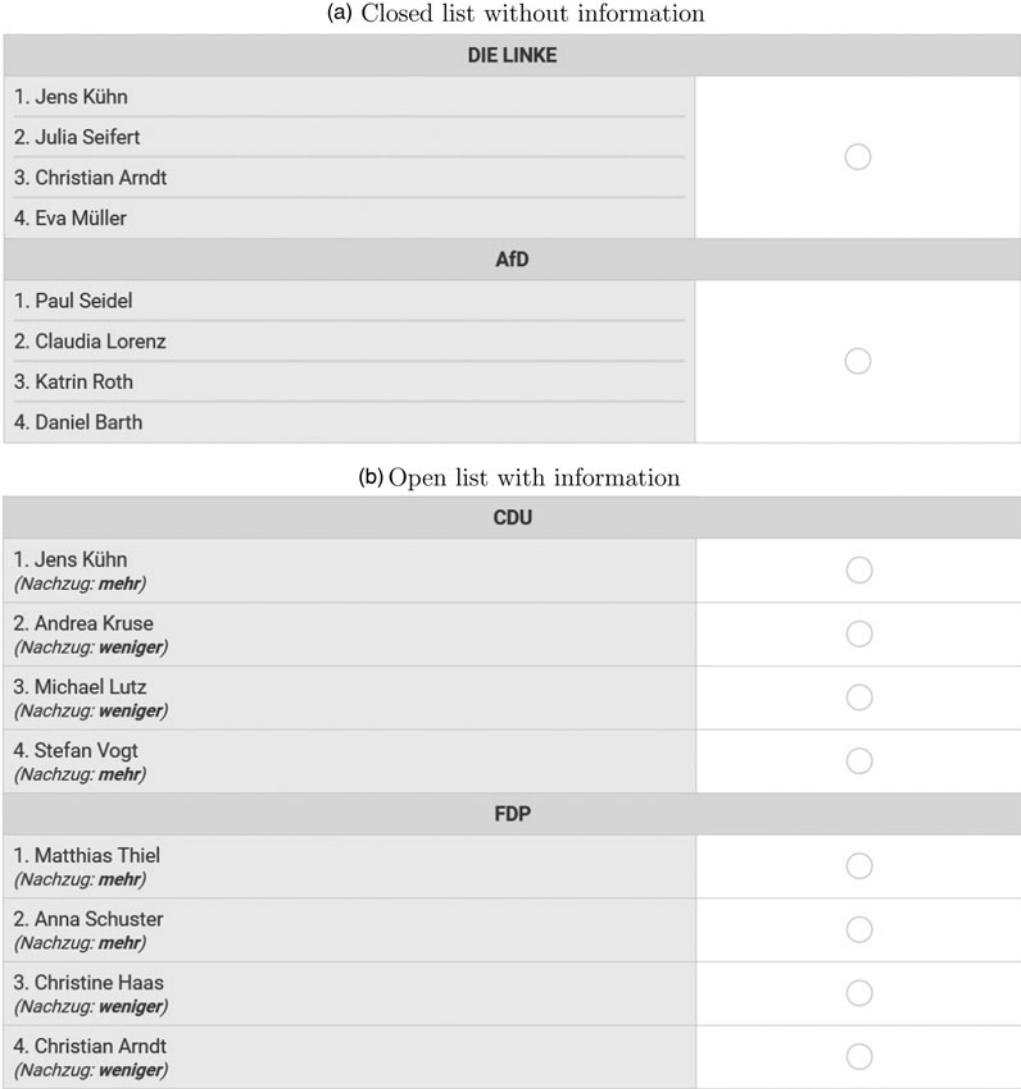 (a) Closed list without information
DIE LINKE
1. Jens Kühn
2. Julia Seifert
3. Christian Arndt
4. Eva Müller
AfD
1. Paul Seidel
2. Claudia Lorenz
3. Katrin Roth
4. Daniel Barth
(b) Open list with information
CDU
1. Jens Kühn
(Nachzug: mehr)
2. Andrea Kruse
(Nachzug: weniger)
3. Michael Lutz
(Nachzug: weniger)
4. Stefan Vogt
(Nachzug: mehr)
FDP
1. Matthias Thiel
(Nachzug: mehr)
2. Anna Schuster
(Nachzug: mehr)
3. Christine Haas
(Nachzug: weniger)
4. Christian Arndt
(Nachzug: weniger)